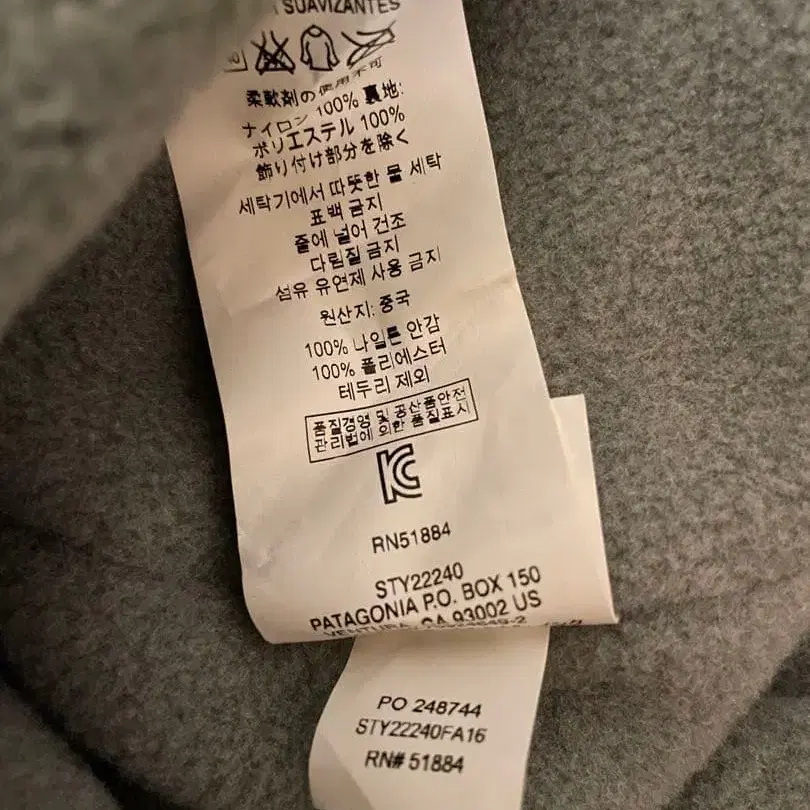 SUAVIZANTES
柔軟剤の使用不可
ナイロン 100% 裏地:
ポリエステル 100%
飾り付け部分を除く
세탁기에서 따뜻한 물 세탁
표백 금지
줄에 널어 건조
다림질 금지
섬유 유연제 사용 금지
원산지: 중국
100% 나일론 안감
100% 폴리에스터
테두리 제외
품질경영 및 공산품안전
관리법에 의한 품질표시
KC
RN51884
STY22240
PATAGONIA P.O. BOX 150
VENTURA, CA 93002 US
PO 248744
STY22240FA16
RN# 51884